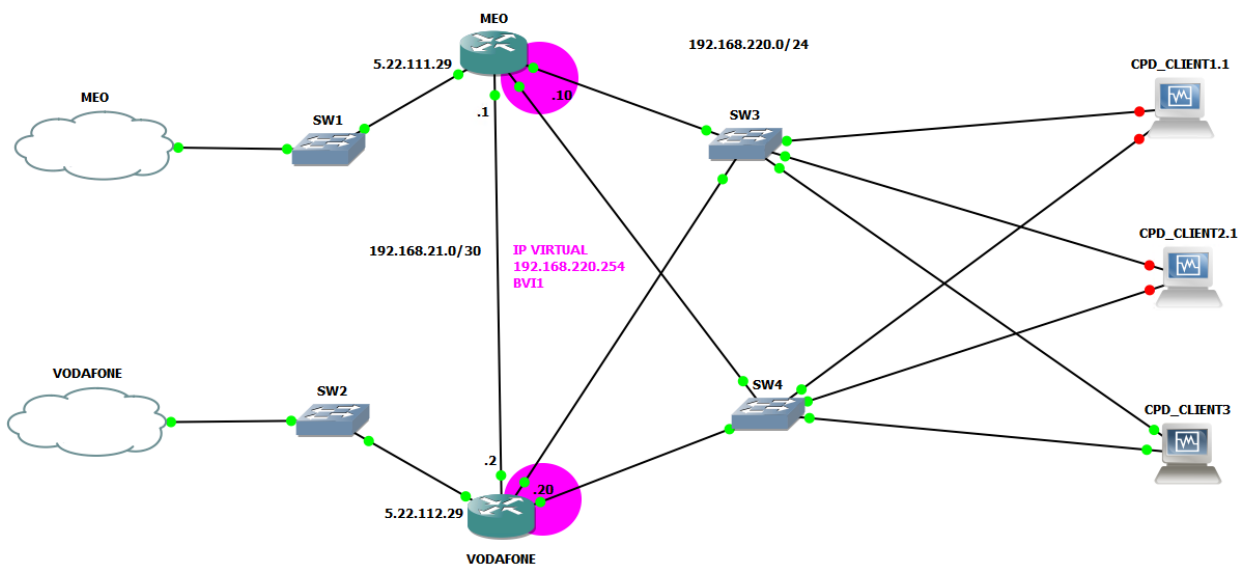 MEO
192.168.220.0/24
5.22.111.29
CPD_CLIENT1.1
MEO
.10
.1
SW1
SW3
CPD_CLIENT2.1
192.168.21.0/30
IP VIRTUAL
192.168.220.254
BVI1
VODAFONE
SW2
SW4
CPD_CLIENT3
.2
.20
5.22.112.29
VODAFONE